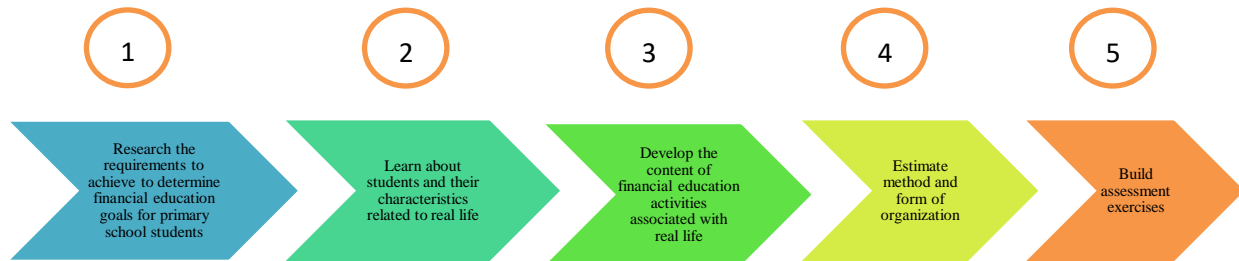 1
2
3
4
5
Research the
requirements to
achieve to determine
financial education
goals for primary
school students
Learn about
students and their
characteristics
related to real life
Develop the
content of
financial education
activities
associated with
real life
Estimate
method and
form of
organization
Build
assessment
exercises